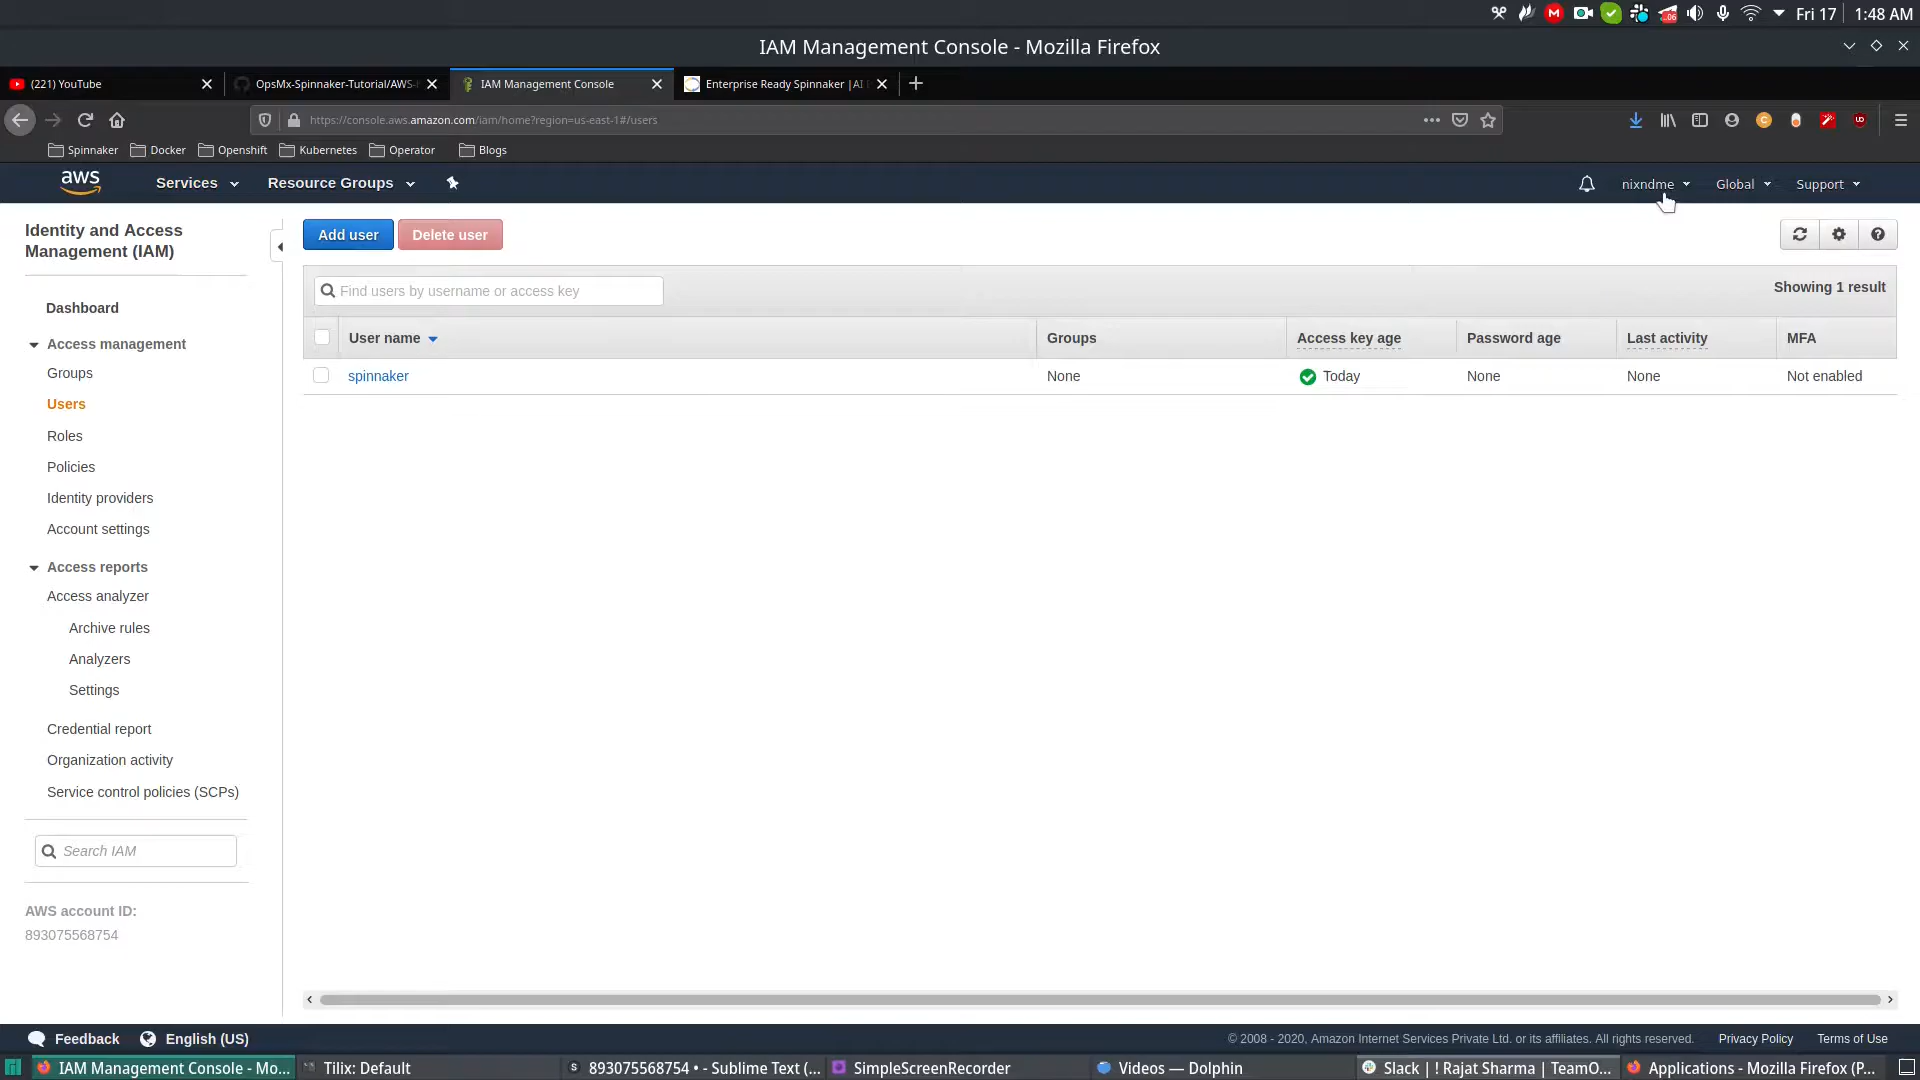 Fri 17 1:48 AM
IAM Management Console - Mozilla Firefox
(221) YouTube
OpsMx-Spinnaker-Tutorial/AWS-
IAM Management Console
Enterprise Ready Spinnaker |AI
https://console.aws.amazon.com/iam/home?region=us-east-1#/users
Spinnaker Docker Openshift Kubernetes Operator Blogs
aws Services Resource Groups nixndme Global Support
Identity and Access
Management (IAM)
Dashboard
Access management
Groups
Users
Roles
Policies
Identity providers
Account settings
Access reports
Access analyzer
Archive rules
Analyzers
Settings
Credential report
Organization activity
Service control policies (SCPs)
Search IAM
AWS account ID:
893075568754
Add user Delete user
Find users by username or access key
Showing 1 result
User name Groups Access key age Password age Last activity MFA
spinnaker None Today None None Not enabled
Feedback English (US)
© 2008 - 2020, Amazon Internet Services Private Ltd. or its affiliates. All rights reserved. Privacy Policy Terms of Use
IAM Management Console - Mo...
Tilix: Default
893075568754 • - Sublime Text (...
SimpleScreenRecorder
Videos — Dolphin
Slack | ! Rajat Sharma | TeamO...
Applications - Mozilla Firefox (P...